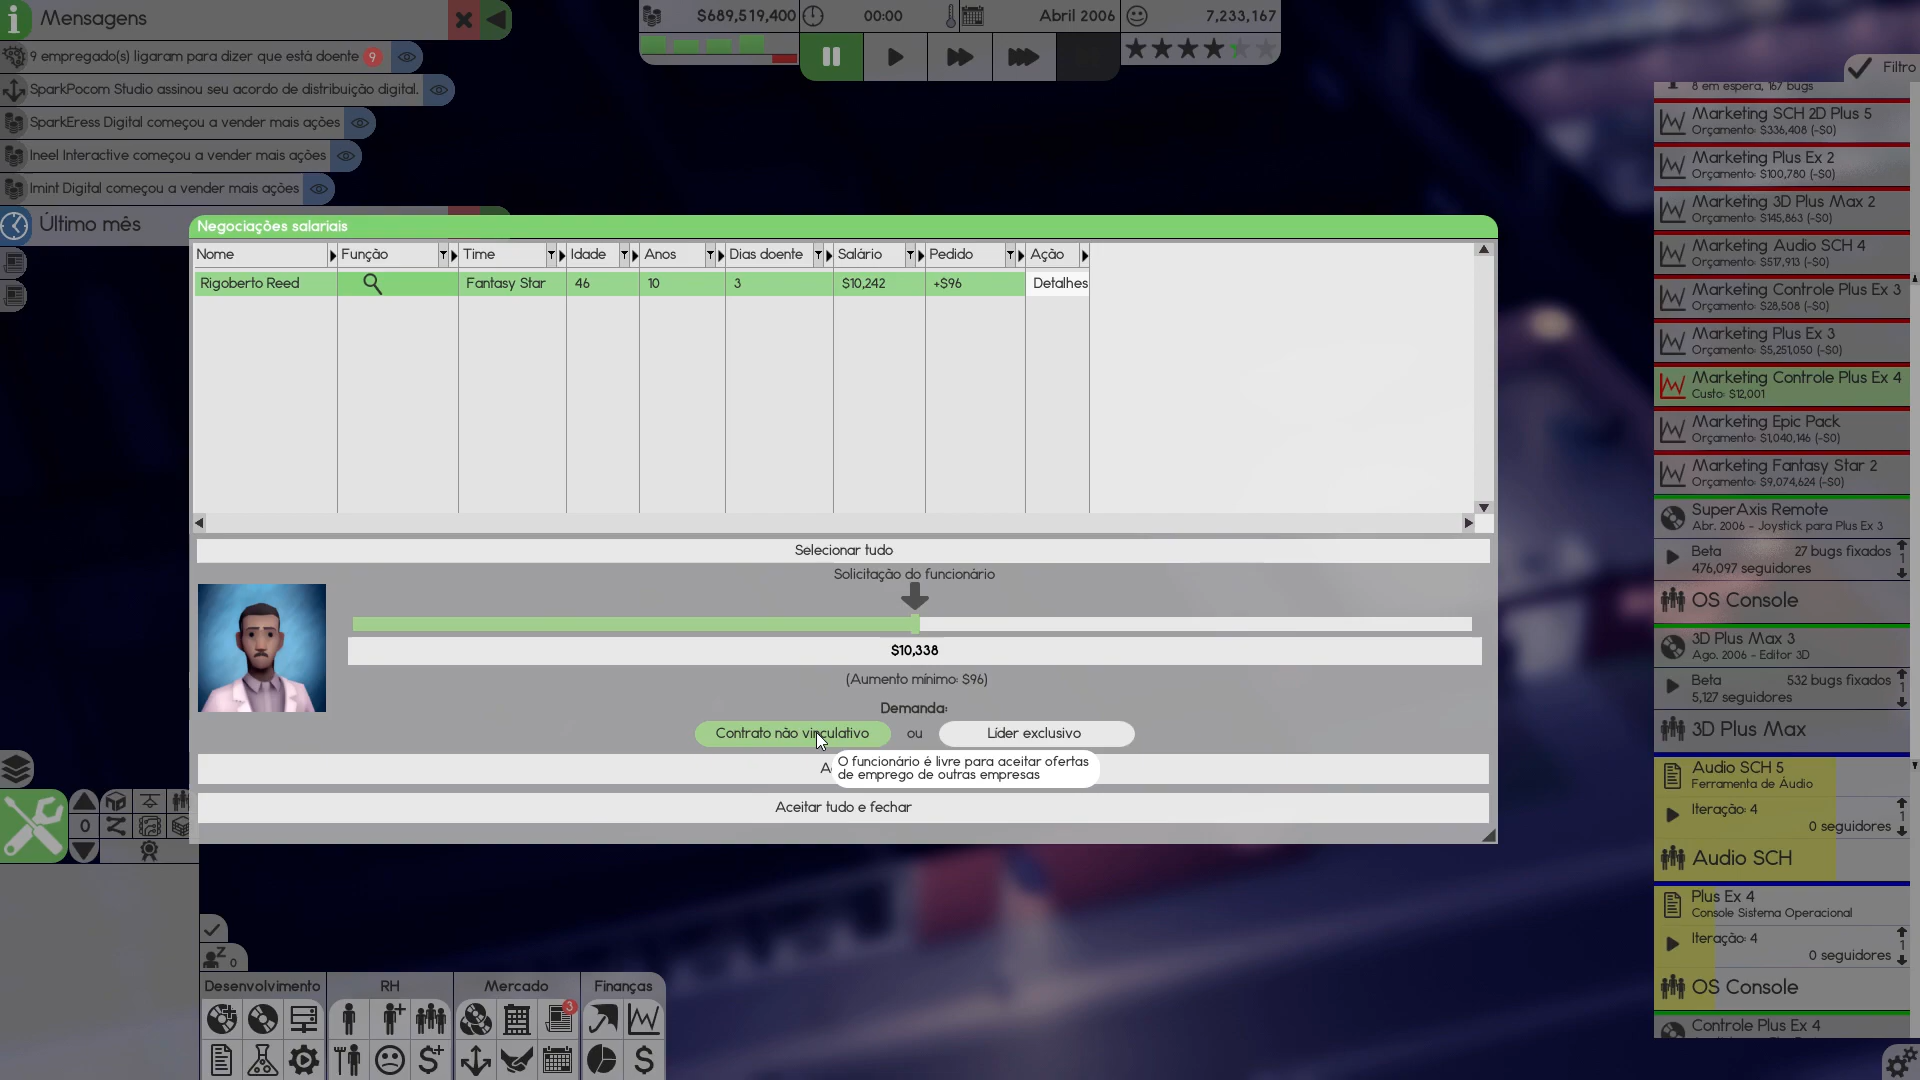 Mensagens
9 empregado(s) ligaram para dizer que está doente 9
SparkPocom Studio assinou seu acordo de distribuição digital.
SparkEress Digital começou a vender mais ações
Ineel Interactive começou a vender mais ações
Imint Digital começou a vender mais ações
Último mês
$689,519,400
00:00
Abril 2006
7,233,167
Filtro
8 em espera, 167 bugs
Marketing SCH 2D Plus 5
Orçamento: $336,408 (-$0)
Marketing Plus Ex 2
Orçamento: $100,780 (-$0)
Marketing 3D Plus Max 2
Orçamento: $145,863 (-$0)
Marketing Audio SCH 4
Orçamento: $517,913 (-$0)
Marketing Controle Plus Ex 3
Orçamento: $28,508 (-$0)
Marketing Plus Ex 3
Orçamento: $5,251,050 (-$0)
Marketing Controle Plus Ex 4
Custo: $12,001
Marketing Epic Pack
Orçamento: $1,040,146 (-$0)
Marketing Fantasy Star 2
Orçamento: $9,074,624 (-$0)
SuperAxis Remote
Abr. 2006 - Joystick para Plus Ex 3
Beta 27 bugs fixados
476,097 seguidores
1
OS Console
3D Plus Max 3
Ago. 2006 - Editor 3D
Beta 532 bugs fixados
5,127 seguidores
1
3D Plus Max
Audio SCH 5
Ferramenta de Áudio
Iteração: 4
0 seguidores
1
Audio SCH
Plus Ex 4
Console Sistema Operacional
Iteração: 4
0 seguidores
1
OS Console
Controle Plus Ex 4
Negociações salariais
Nome Função Time Idade Anos Dias doente Salário Pedido Ação
Rigoberto Reed Fantasy Star 46 10 3 $10,242 +$96 Detalhes
Selecionar tudo
Solicitação do funcionário
$10,338
(Aumento mínimo: $96)
Demanda:
Contrato não vinculativo ou Líder exclusivo
O funcionário é livre para aceitar ofertas
de emprego de outras empresas
Aceitar tudo e fechar
0
Z 0
Desenvolvimento RH Mercado Finanças
3